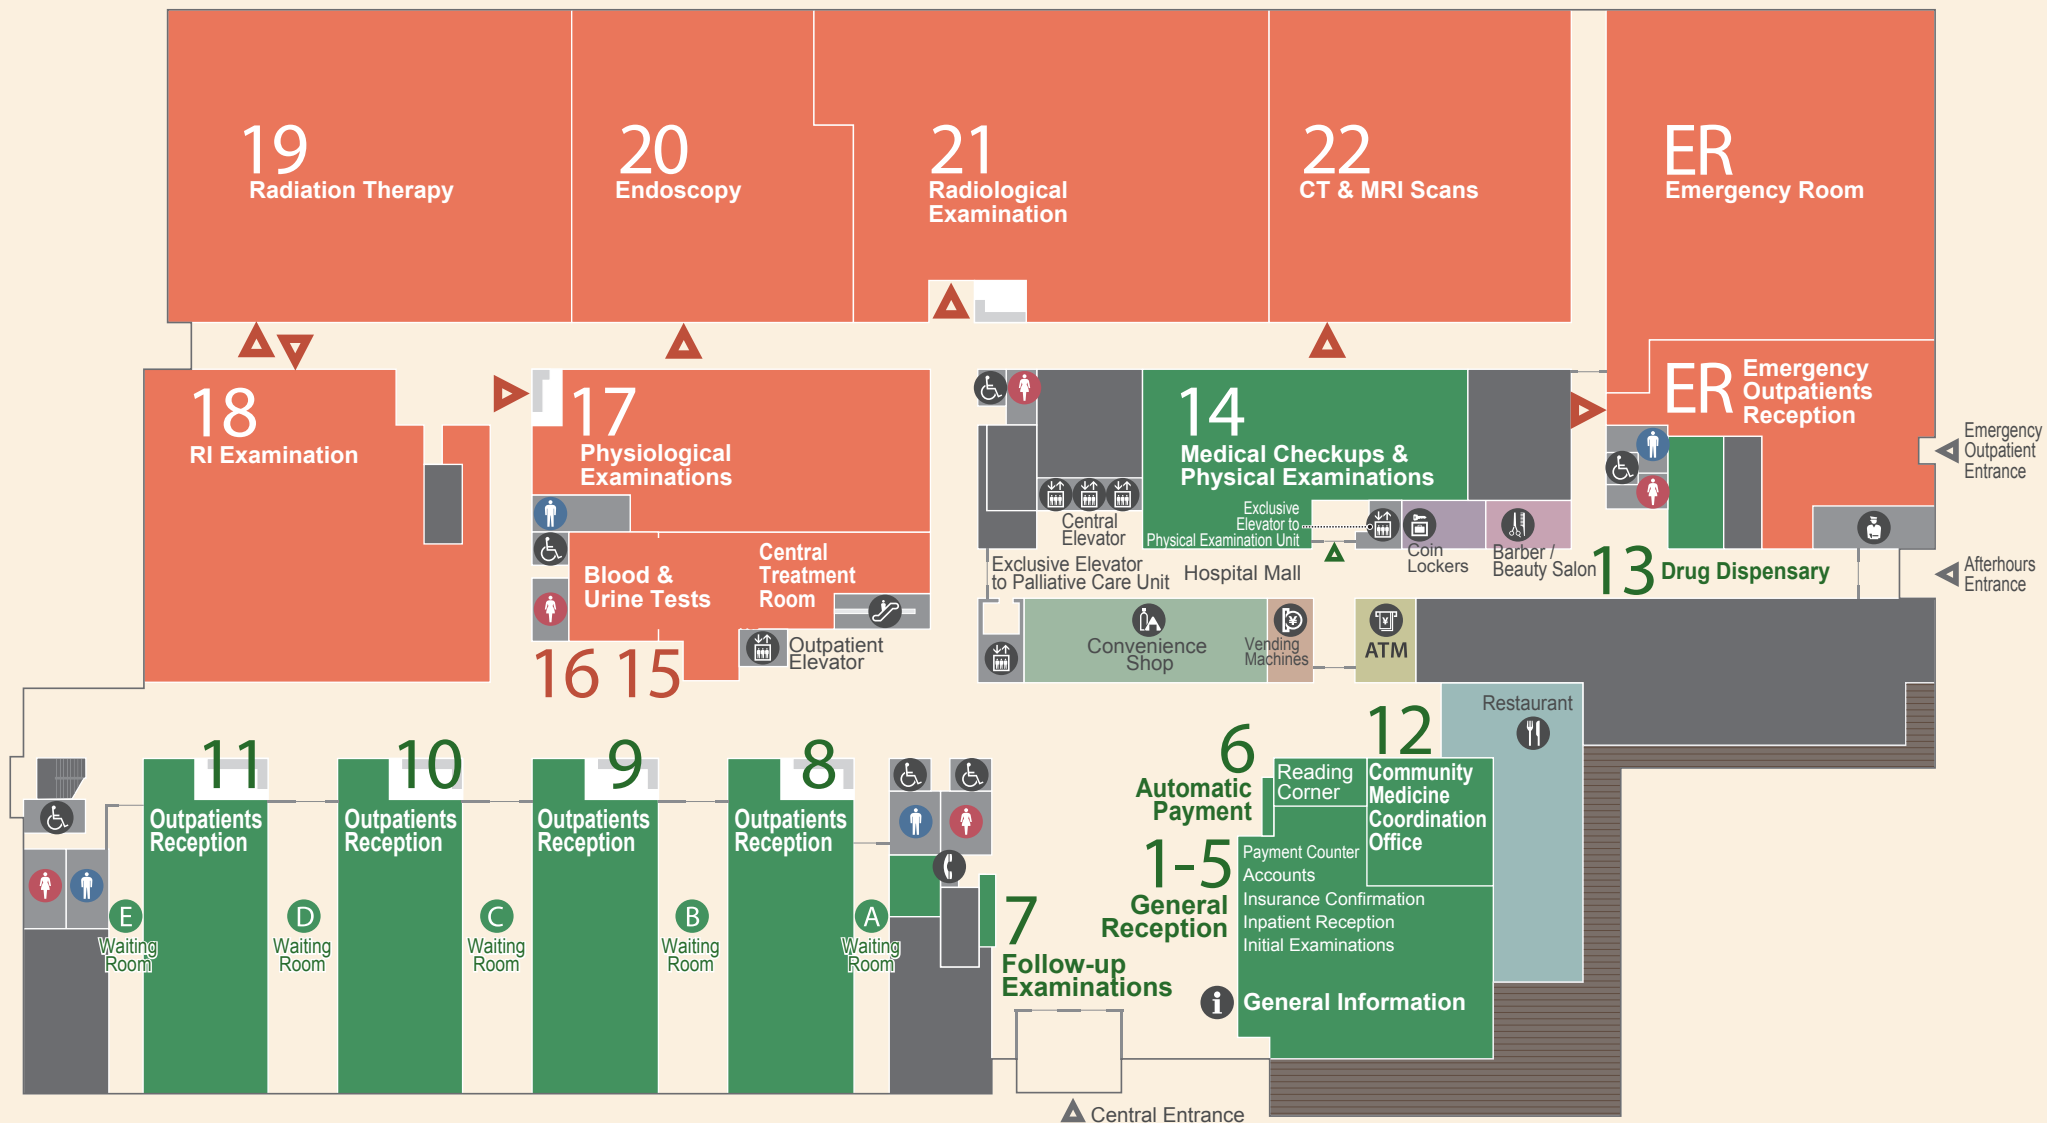 19
Radiation Therapy
20
Endoscopy
21
Radiological
Examination
22
CT & MRI Scans
ER
Emergency Room
18
RI Examination
17
Physiological
Examinations
14
Medical Checkups &
Physical Examinations
Exclusive
Elevator to
Physical Examination Unit
ER
Emergency
Outpatients
Reception
Emergency
Outpatient
Entrance
Central
Elevator
Coin
Lockers
Barber /
Beauty Salon
Blood &
Urine Tests
Central
Treatment
Room
Exclusive Elevator
to Palliative Care Unit
Hospital Mall
13
Drug Dispensary
Afterhours
Entrance
16
15
Outpatient
Elevator
Convenience
Shop
¥
Vending
Machines
¥
ATM
Restaurant
11
Outpatients
Reception
10
Outpatients
Reception
9
Outpatients
Reception
8
Outpatients
Reception
6
Automatic
Payment
Reading
Corner
12
Community
Medicine
Coordination
Office
1-5
General
Reception
Payment Counter
Accounts
Insurance Confirmation
Inpatient Reception
Initial Examinations
E
Waiting
Room
D
Waiting
Room
C
Waiting
Room
B
Waiting
Room
A
Waiting
Room
7
Follow-up
Examinations
i
General Information
Central Entrance